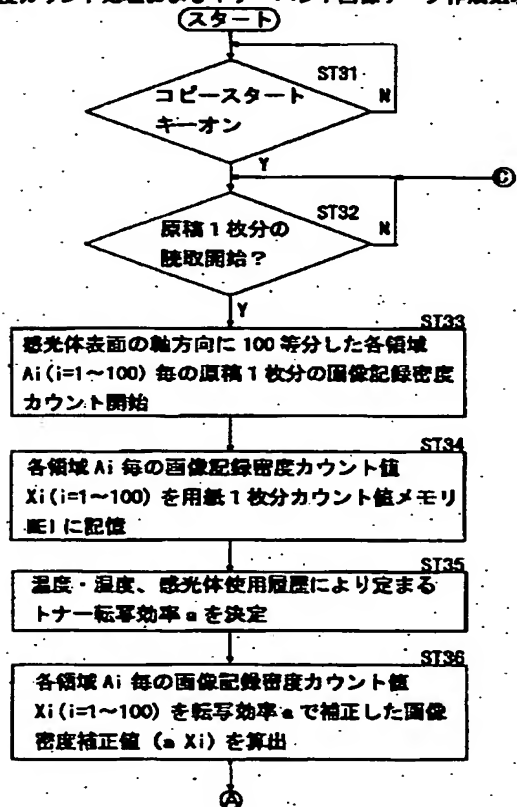 スタート
ST31
コピースタート
キーオン
N
Y
Ⓒ
ST32
原稿1枚分の
読取開始?
N
Y
ST33
感光体表面の軸方向に100等分した各領域
Ai(i=1~100)毎の原稿1枚分の画像記録密度
カウント開始
ST34
各領域Ai毎の画像記録密度カウント値
Xi(i=1~100)を用紙1枚分カウント値メモリ
に記憶
ST35
温度・湿度、感光体使用履歴により定まる
トナー転写効率aを決定
ST36
各領域Ai毎の画像記録密度カウント値
Xi(i=1~100)を転写効率aで補正した画像
密度補正値(a Xi)を算出
Ⓐ